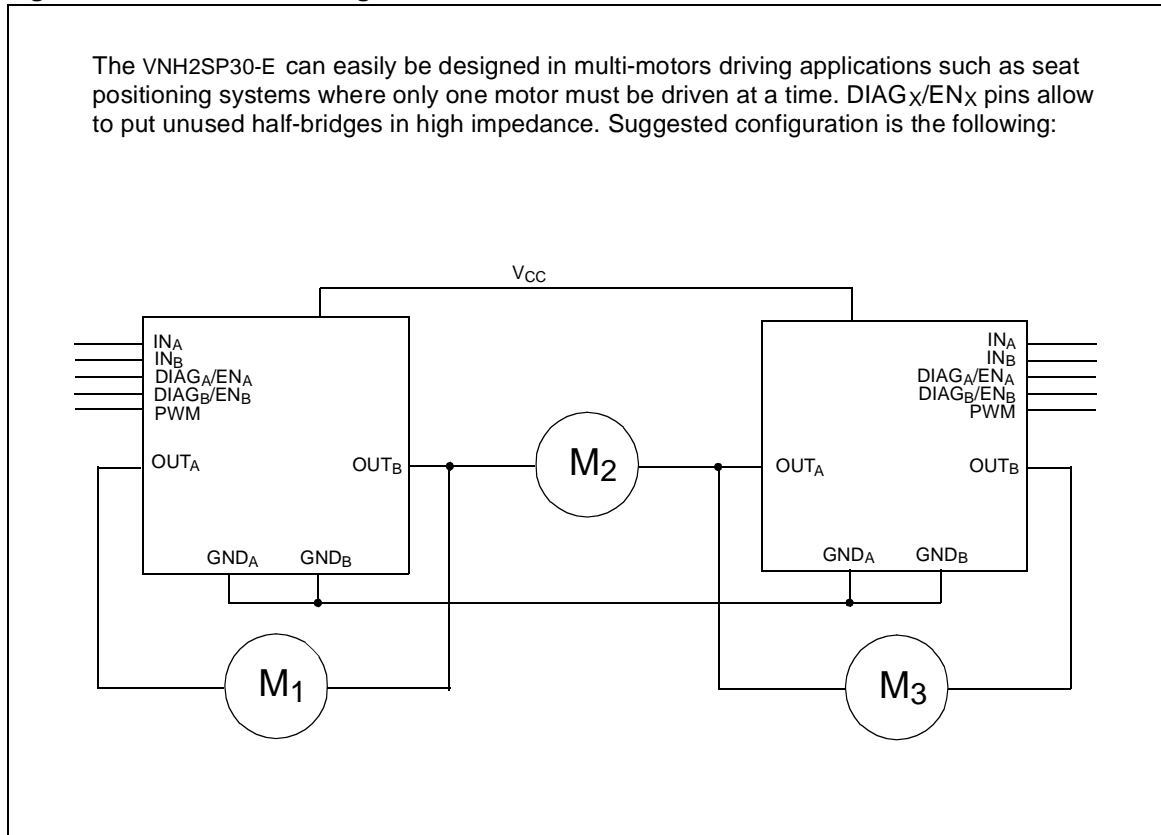 The VNH2SP30-E can easily be designed in multi-motors driving applications such as seat
positioning systems where only one motor must be driven at a time. DIAGX/ENX pins allow
to put unused half-bridges in high impedance. Suggested configuration is the following:
VCC
INA
INB
DIAGA/ENA
DIAGB/ENB
PWM
INA
INB
DIAGA/ENA
DIAGB/ENB
PWM
OUTA
OUTB
M2
OUTA
OUTB
GNDA
GNDB
GNDA
GNDB
M1
M3